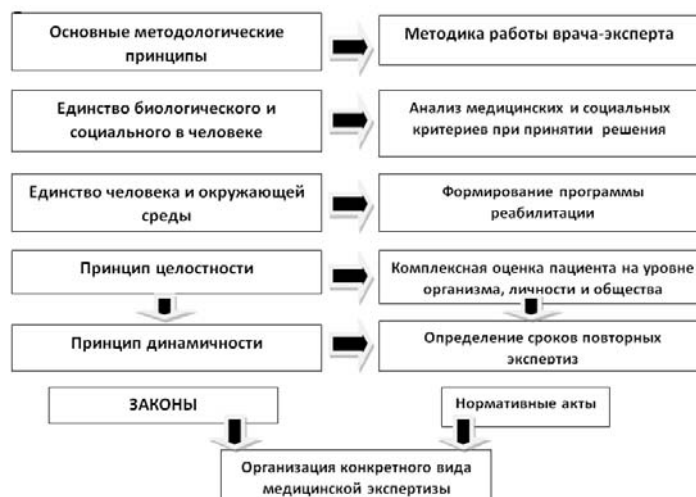 Основные методологические
принципы
Методика работы врача-эксперта
Единство биологического и
социального в человеке
Анализ медицинских и социальных
критериев при принятии решения
Единство человека и окружающей
среды
Формирование программы
реабилитации
Принцип целостности
Комплексная оценка пациента на уровне
организма, личности и общества
Принцип динамичности
Определение сроков повторных
экспертиз
ЗАКОНЫ
Нормативные акты
Организация конкретного вида
медицинской экспертизы